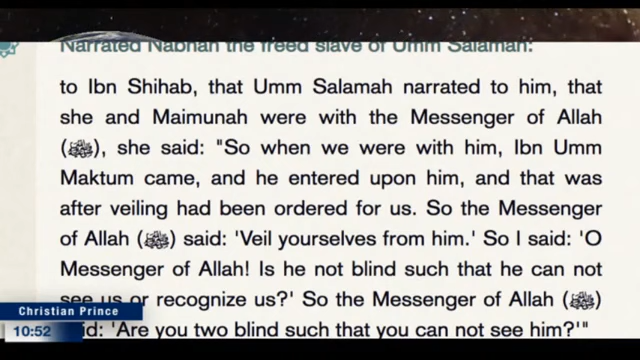 Narrated Nabhan the freed slave of Umm Salamah:
to Ibn Shihab, that Umm Salamah narrated to him, that
she and Maimunah were with the Messenger of Allah
(ﷺ), she said: "So when we were with him, Ibn Umm
Maktum came, and he entered upon him, and that was
after veiling had been ordered for us. So the Messenger
of Allah (ﷺ) said: 'Veil yourselves from him.' So I said: 'O
Messenger of Allah! Is he not blind such that he can not
see us or recognize us?' So the Messenger of Allah (ﷺ)
said: 'Are you two blind such that you can not see him?'"
Christian Prince
10:52